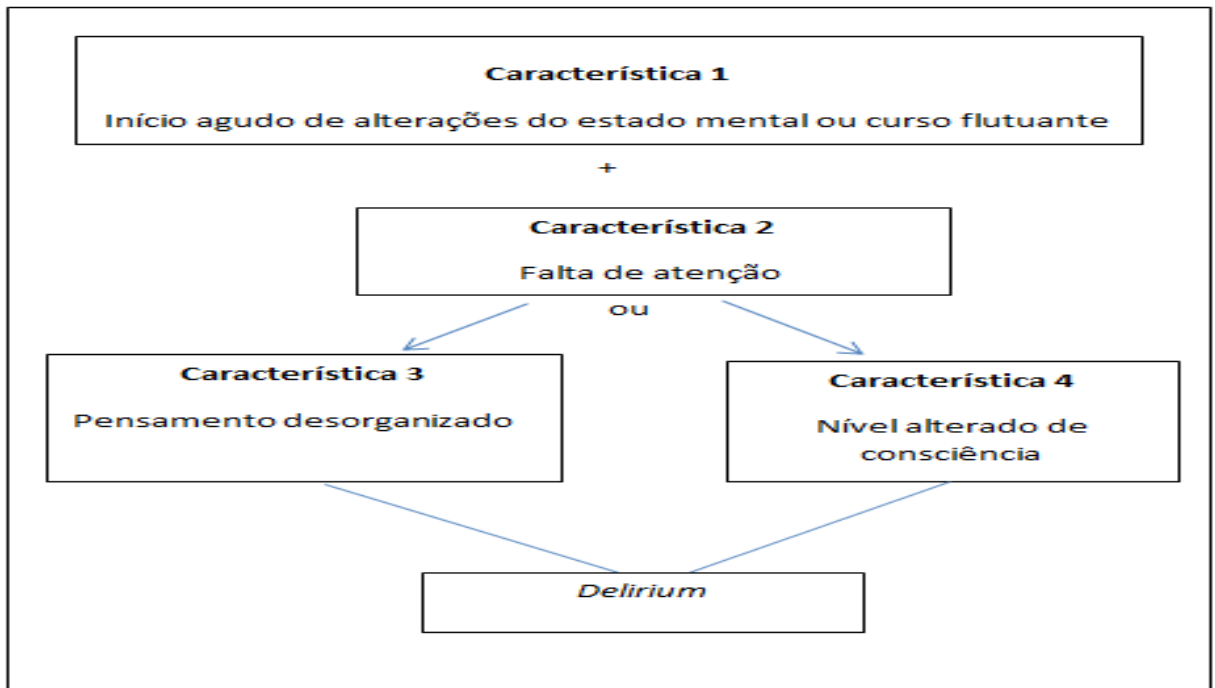 Característica 1
Início agudo de alterações do estado mental ou curso flutuante
+
Característica 2
Falta de atenção
ou
Característica 3
Pensamento desorganizado
Característica 4
Nível alterado de
consciência
Delirium